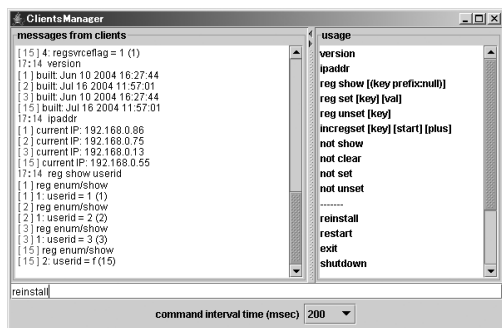 ClientsManager
messages from clients
[15] 4: regsvrceflag = 1 (1)
17:14 version
[1] built: Jun 10 2004 16:27:44
[2] built: Jul 16 2004 11:57:01
[3] built: Jun 10 2004 16:27:44
[15] built: Jul 16 2004 11:57:01
17:14 ipaddr
[1] current IP: 192.168.0.86
[2] current IP: 192.168.0.75
[3] current IP: 192.168.0.13
[15] current IP: 192.168.0.55
17:14 reg show userid
[1] reg enum/show
[1] 1: userid = 1 (1)
[2] reg enum/show
[2] 1: userid = 2 (2)
[3] reg enum/show
[3] 1: userid = 3 (3)
[15] reg enum/show
[15] 2: userid = f (15)
usage
version
ipaddr
reg show [(key prefix:null)]
reg set [key] [val]
reg unset [key]
incregset [key] [start] [plus]
not show
not clear
not set
not unset
-------
reinstall
restart
exit
shutdown
reinstall
command interval time (msec) 200